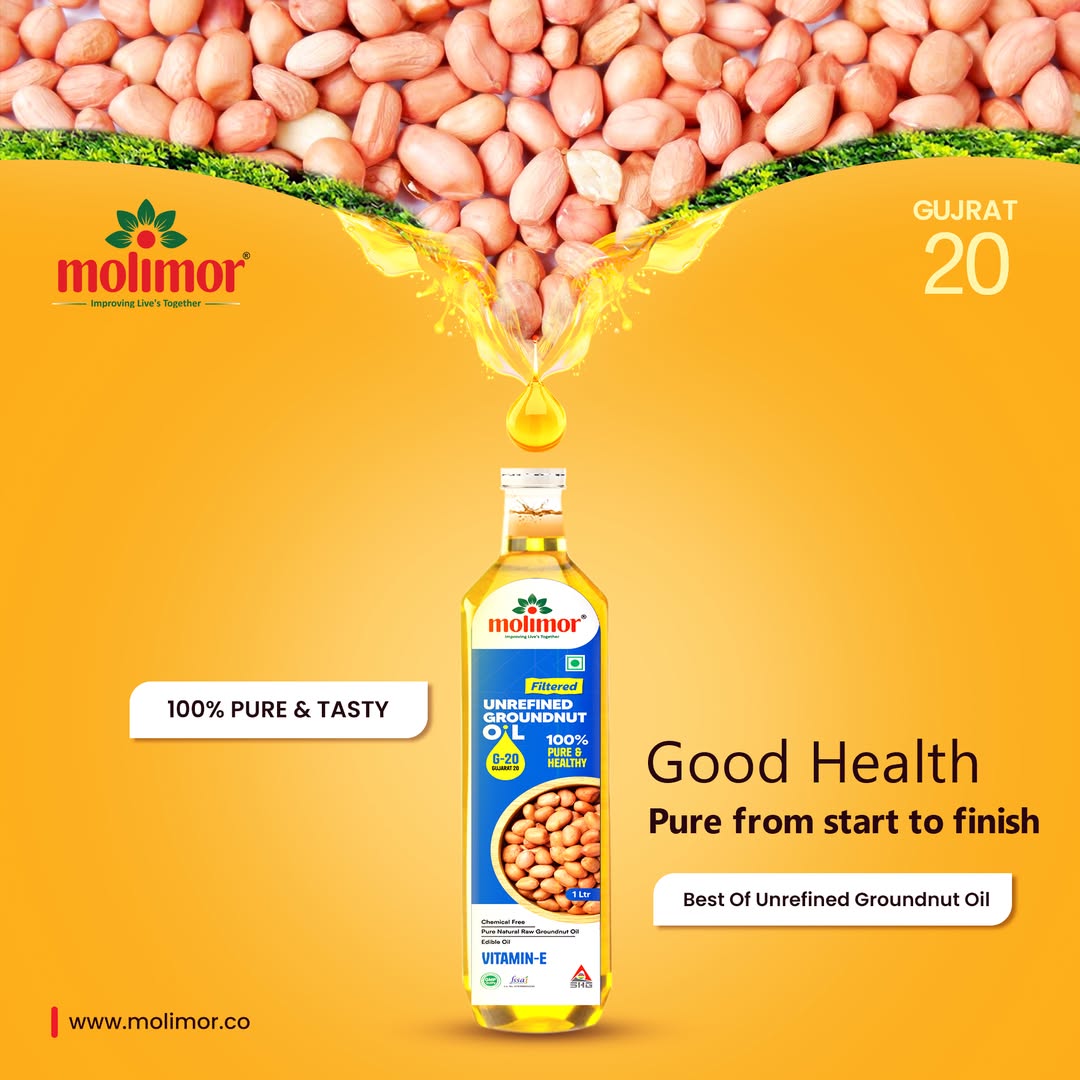 molimor®
Improving Live's Together
GUJRAT
20
molimor®
Improving Live's Together
Filtered
UNREFINED
GROUNDNUT
OiL
G-20
GUJARAT 20
100%
PURE &
HEALTHY
1 Ltr
Chemical Free
Pure Natural Raw Groundnut Oil
Edible Oil
VITAMIN-E
fssai
SHG
100% PURE & TASTY
Good Health
Pure from start to finish
Best Of Unrefined Groundnut Oil
www.molimor.co